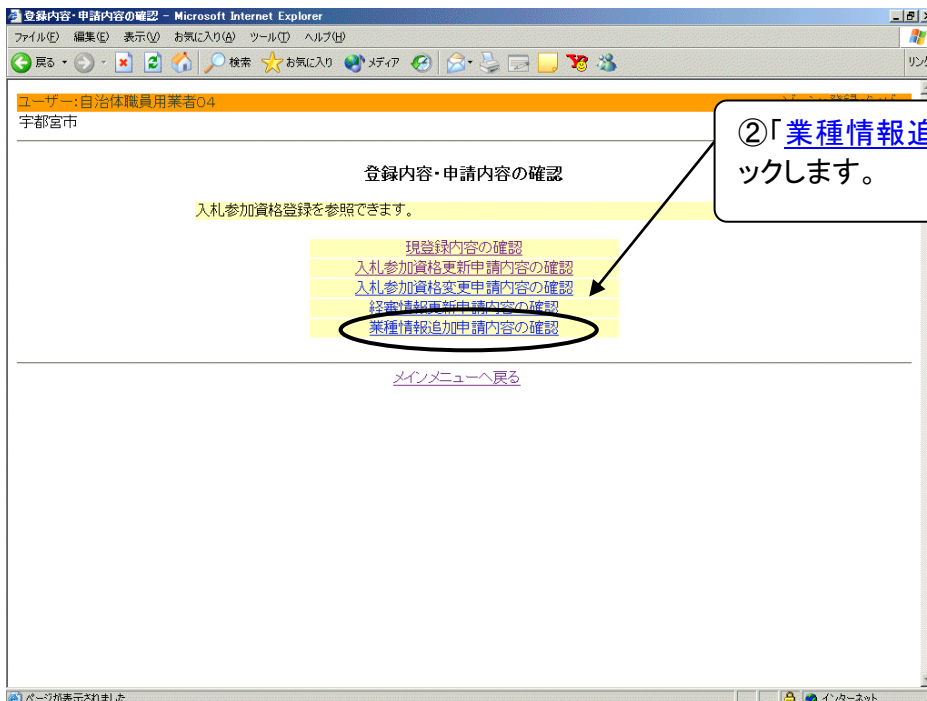 登録内容・申請内容の確認 - Microsoft Internet Explorer
ファイル(F) 編集(E) 表示(V) お気に入り(A) ツール(T) ヘルプ(H)
戻る 検索 お気に入り メディア
ユーザー:自治体職員用業者04
宇都宮市
②「業種情報追
ックします。
登録内容・申請内容の確認
入札参加資格登録を参照できます。
現登録内容の確認
入札参加資格更新申請内容の確認
入札参加資格変更申請内容の確認
経審情報更新申請内容の確認
業種情報追加申請内容の確認
メインメニューへ戻る
ページが表示されました
インターネット